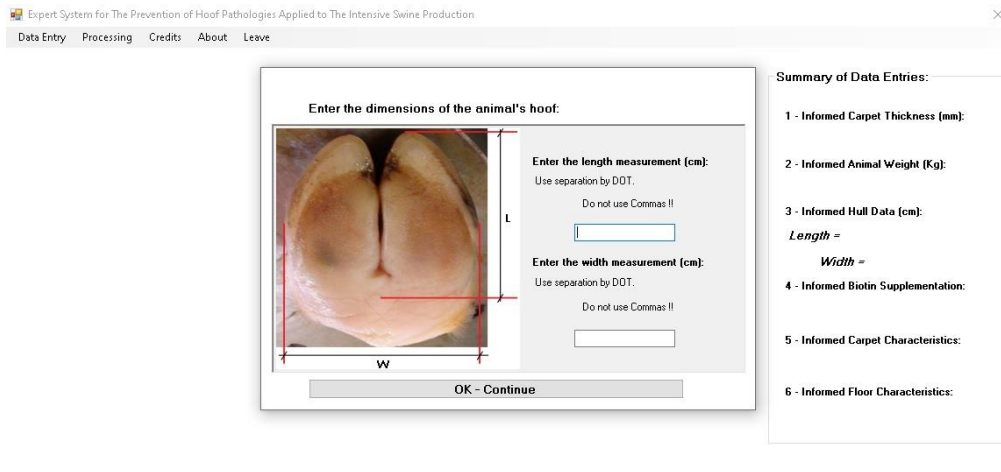 Expert System for The Prevention of Hoof Pathologies Applied to The Intensive Swine Production
Data Entry Processing Credits About Leave
Enter the dimensions of the animal's hoof:
L
W
Enter the length measurement (cm):
Use separation by DOT.
Do not use Commas !!
Enter the width measurement (cm):
Use separation by DOT.
Do not use Commas !!
OK - Continue
Summary of Data Entries:
1 - Informed Carpet Thickness (mm):
2 - Informed Animal Weight (Kg):
3 - Informed Hull Data (cm):
Length =
Width =
4 - Informed Biotin Supplementation:
5 - Informed Carpet Characteristics:
6 - Informed Floor Characteristics: